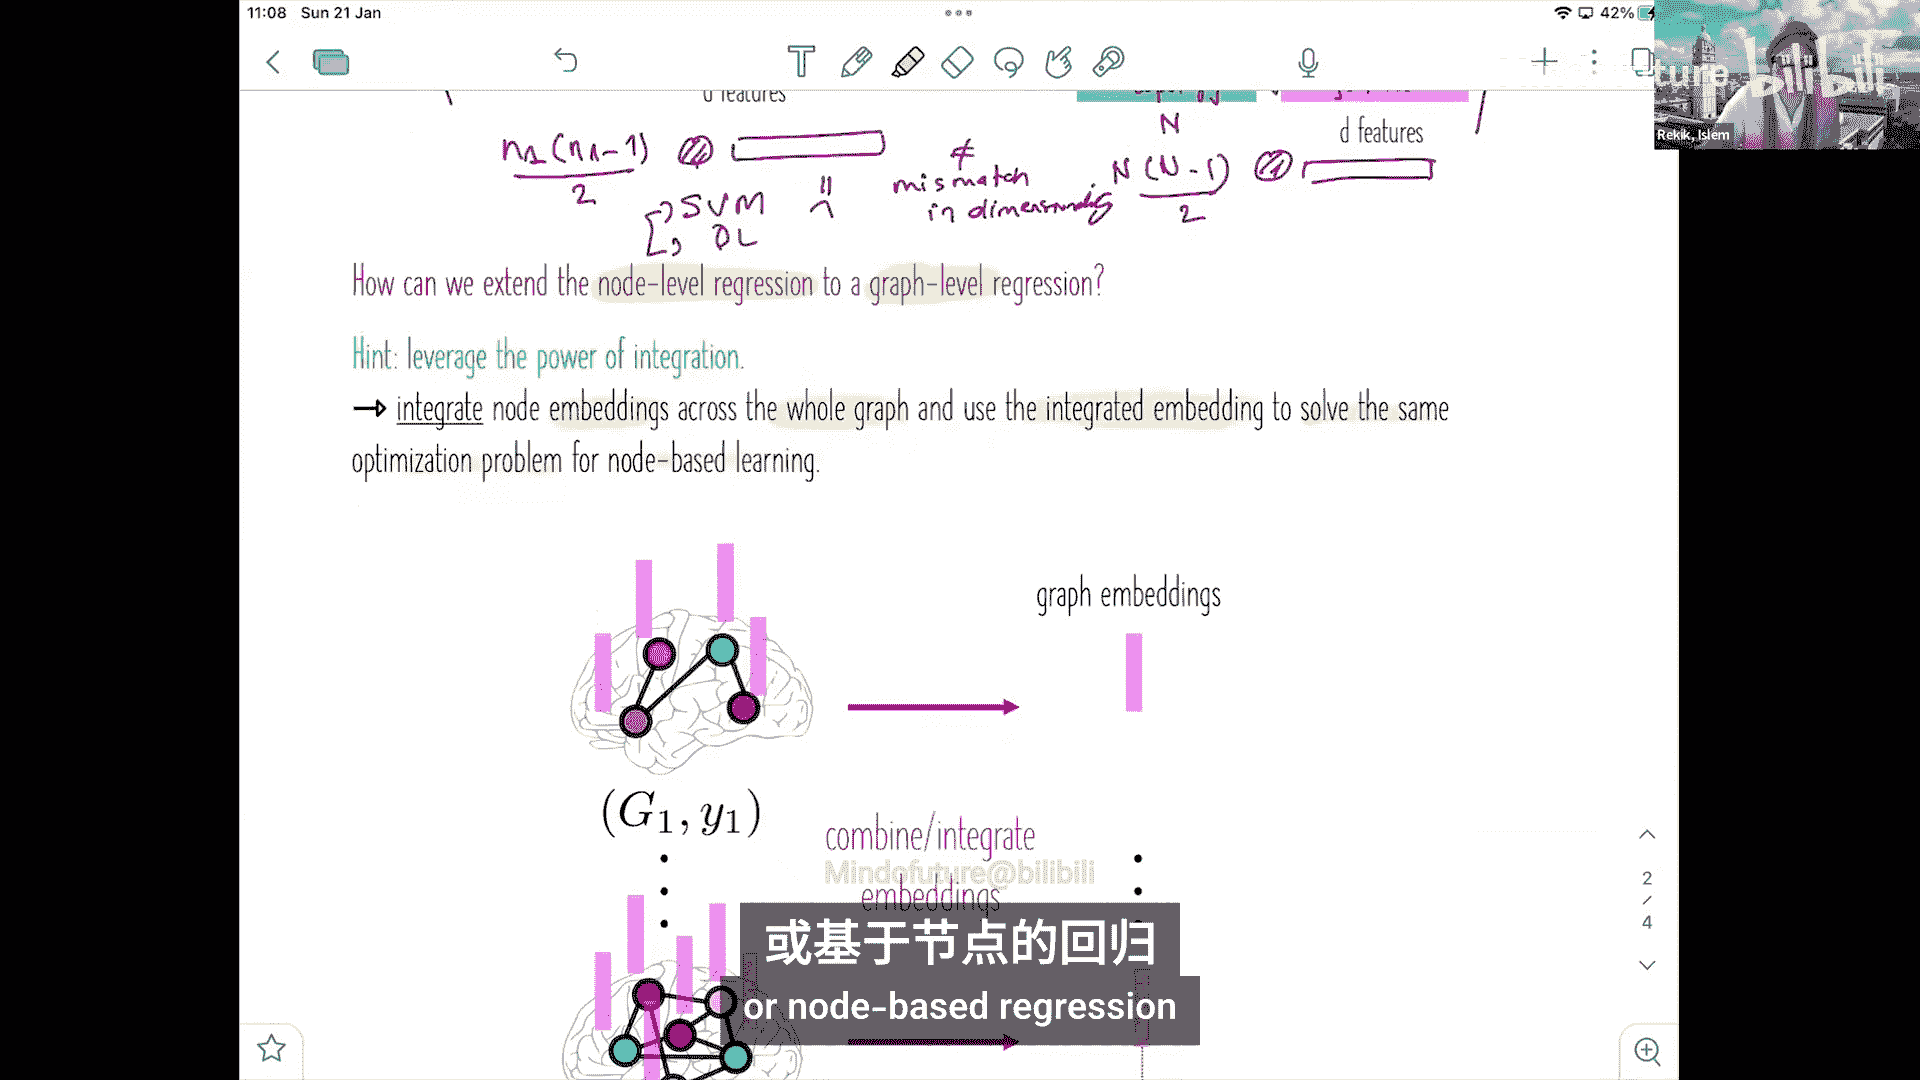 11:08 Sun 21 Jan
42%
Rekik, Islem
bilibili
d features
N
d features
n1(n1-1)
2
SVM
DL
≠
mismatch
in
N(N-1)
2
How can we extend the node-level regression to a graph-level regression?
Hint: leverage the power of integration.
→ integrate node embeddings across the whole graph and use the integrated embedding to solve the same
optimization problem for node-based learning.
graph embeddings
(G1, y1)
combine/integrate
embeddings
Mindofuture@bilibili
2
4
或基于节点的回归
or node-based regression